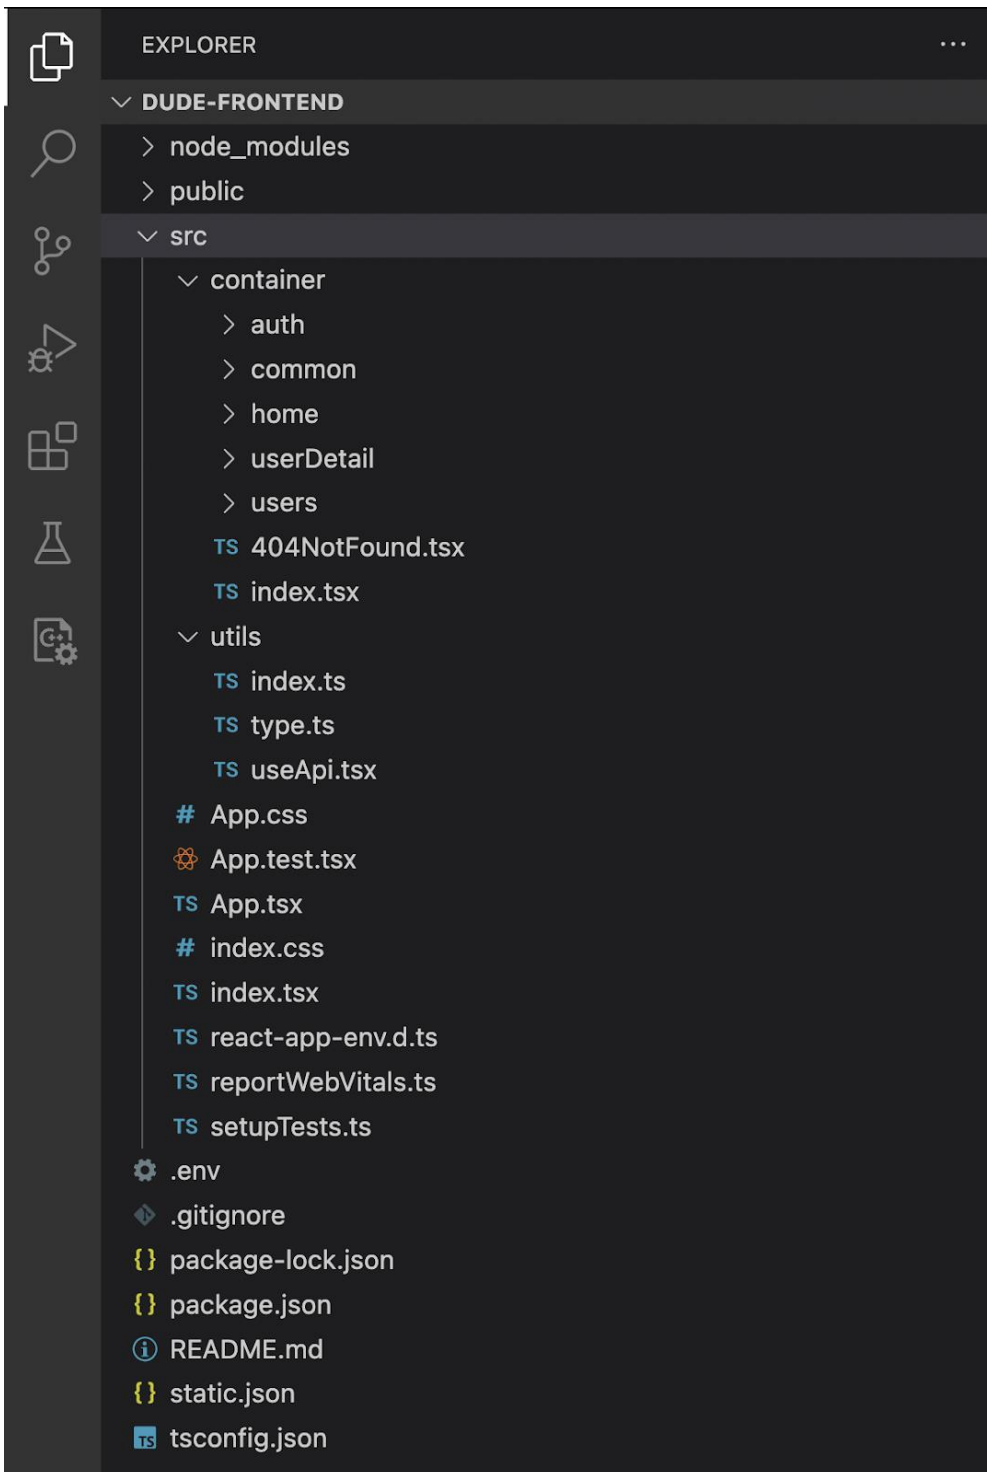 EXPLORER
DUDE-FRONTEND
node_modules
public
src
container
auth
common
home
userDetail
users
TS 404NotFound.tsx
TS index.tsx
utils
TS index.ts
TS type.ts
TS useApi.tsx
# App.css
App.test.tsx
TS App.tsx
# index.css
TS index.tsx
TS react-app-env.d.ts
TS reportWebVitals.ts
TS setupTests.ts
.env
.gitignore
{} package-lock.json
{} package.json
README.md
{} static.json
TS tsconfig.json